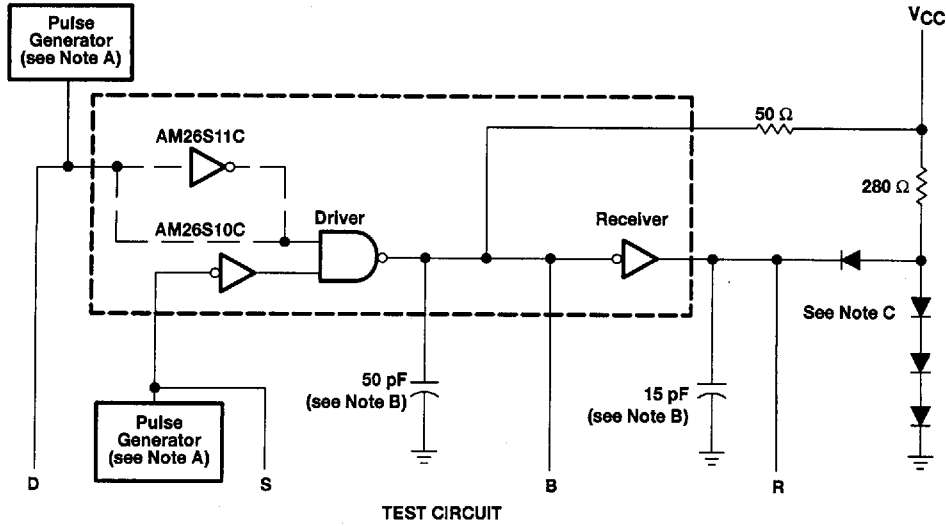 Pulse
Generator
(see Note A)
VCC
50 Ω
AM26S11C
280 Ω
AM26S10C
Driver
Receiver
See Note C
50 pF
(see Note B)
15 pF
(see Note B)
Pulse
Generator
(see Note A)
D
S
B
R
TEST CIRCUIT